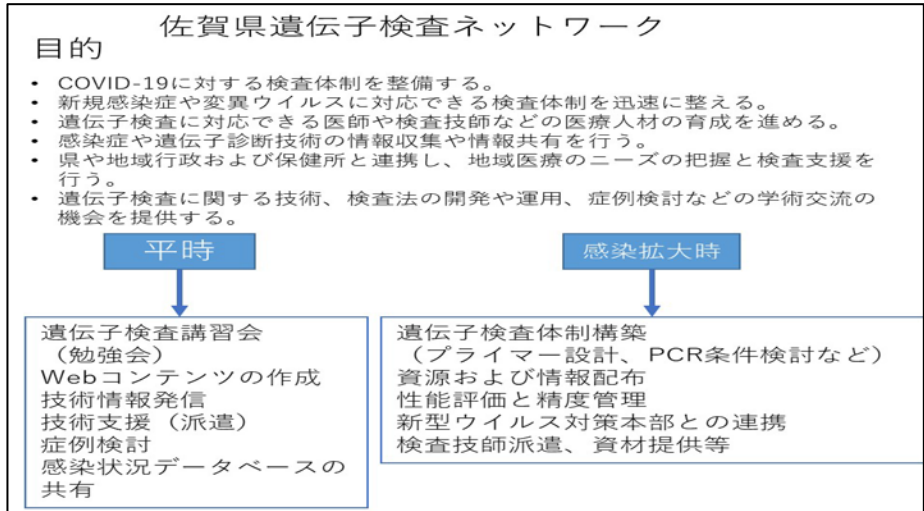 佐賀県遺伝子検査ネットワーク
目的
• COVID-19に対する検査体制を整備する。
• 新規感染症や変異ウイルスに対応できる検査体制を迅速に整える。
• 遺伝子検査に対応できる医師や検査技師などの医療人材の育成を進める。
• 感染症や遺伝子診断技術の情報収集や情報共有を行う。
• 県や地域行政および保健所と連携し、地域医療のニーズの把握と検査支援を
行う。
• 遺伝子検査に関する技術、検査法の開発や運用、症例検討などの学術交流の
機会を提供する。
平時
遺伝子検査講習会
（勉強会）
Webコンテンツの作成
技術情報発信
技術支援（派遣）
症例検討
感染状況データベースの
共有
感染拡大時
遺伝子検査体制構築
（プライマー設計、PCR条件検討など）
資源および情報配布
性能評価と精度管理
新型ウイルス対策本部との連携
検査技師派遣、資材提供等